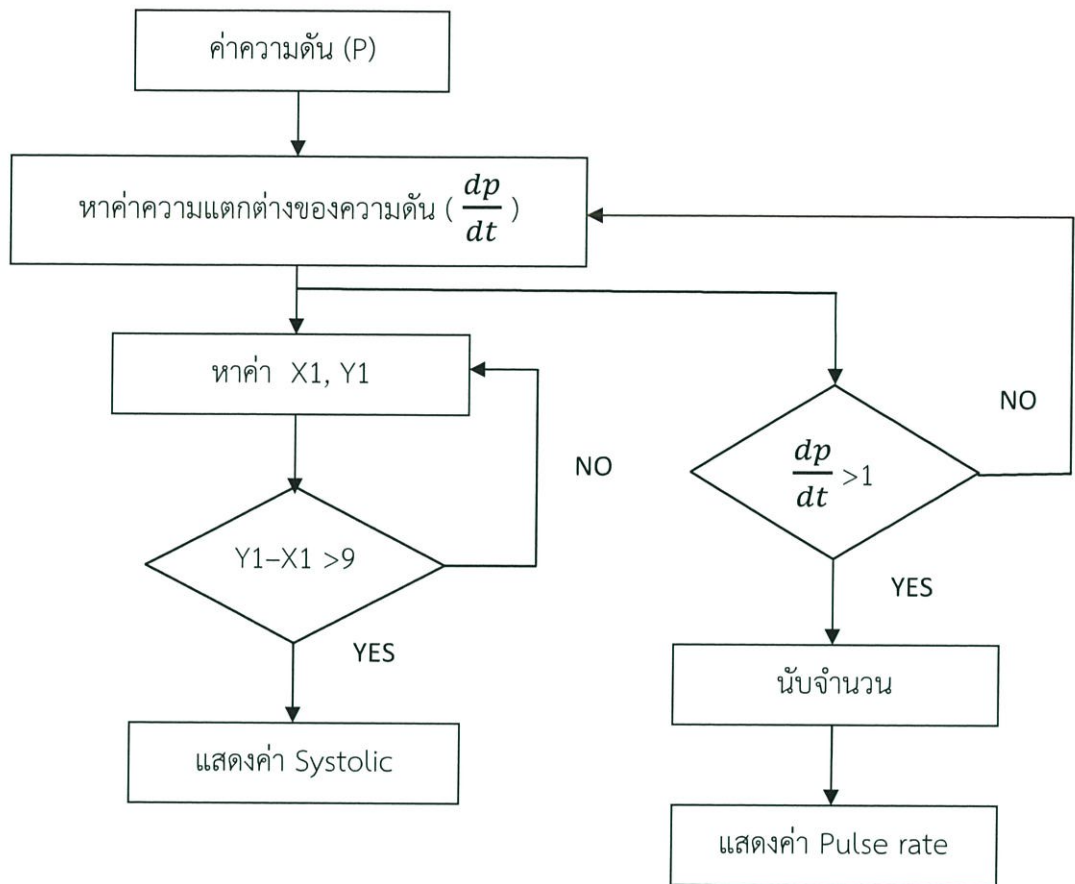 ค่าความดัน (P)
หาค่าความแตกต่างของความดัน ( dp/dt )
หาค่า X1, Y1
NO
NO
dp/dt >1
Y1–X1 >9
YES
YES
นับจำนวน
แสดงค่า Systolic
แสดงค่า Pulse rate